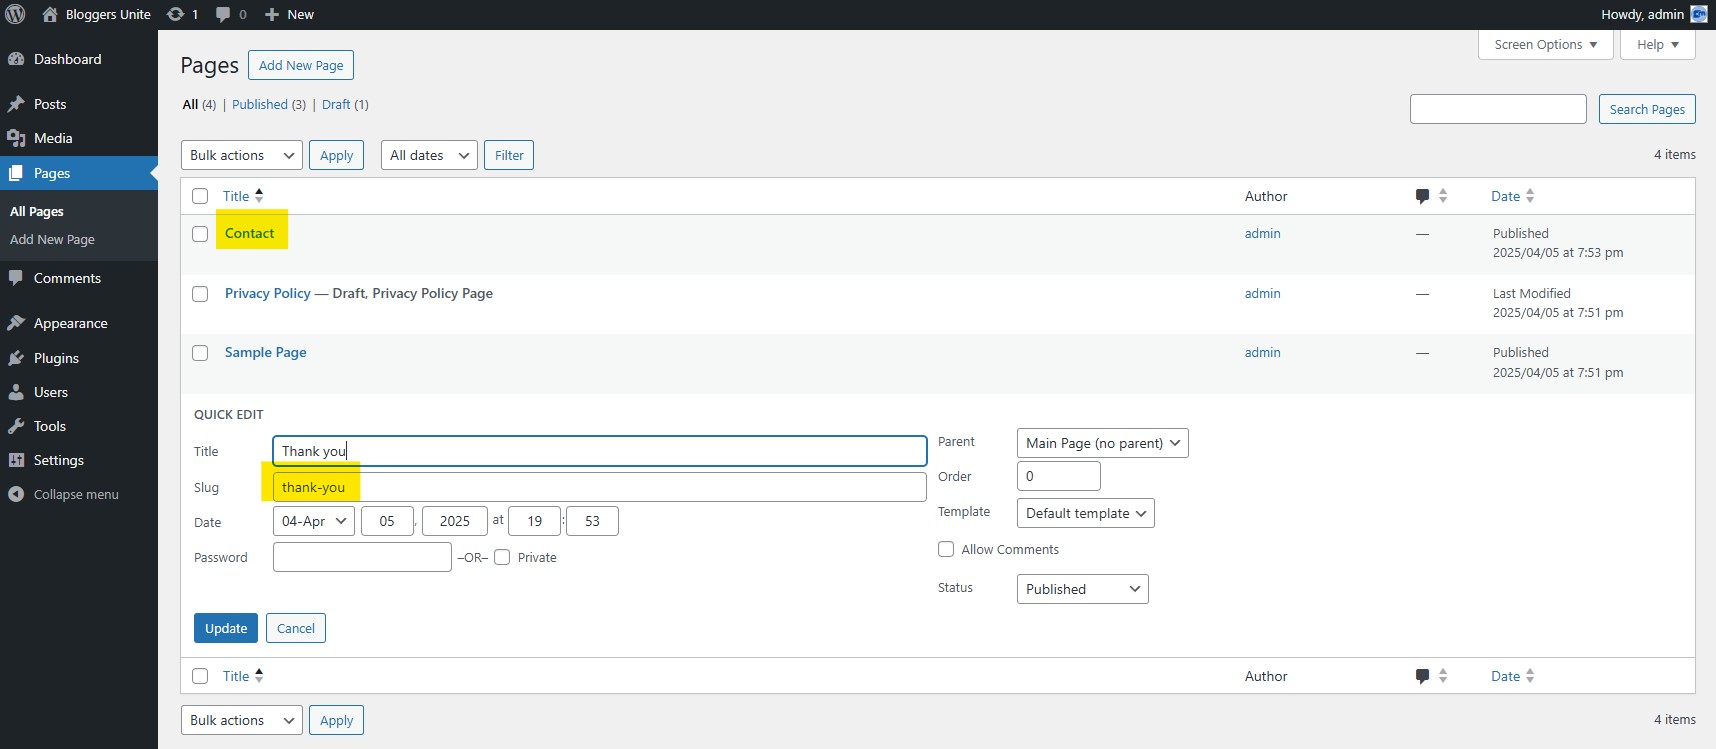 Bloggers Unite 1 0 New Howdy, admin
Screen Options Help
Dashboard
Posts
Media
Pages
All Pages
Add New Page
Comments
Appearance
Plugins
Users
Tools
Settings
Collapse menu
Pages Add New Page
All (4) | Published (3) | Draft (1)
Search Pages
Bulk actions Apply All dates Filter 4 items
Title Author Date
Contact admin — Published
2025/04/05 at 7:53 pm
Privacy Policy — Draft, Privacy Policy Page admin — Last Modified
2025/04/05 at 7:51 pm
Sample Page admin — Published
2025/04/05 at 7:51 pm
QUICK EDIT
Title Thank you
Slug thank-you
Date 04-Apr 05 , 2025 at 19 : 53
Password –OR– Private
Parent Main Page (no parent)
Order 0
Template Default template
Allow Comments
Status Published
Update Cancel
Title Author Date
Bulk actions Apply 4 items